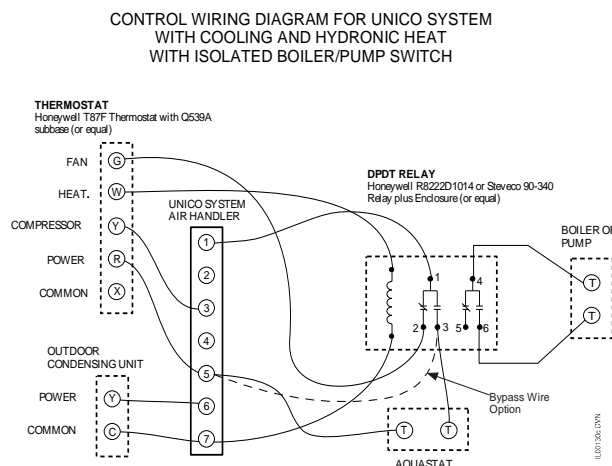 CONTROL WIRING DIAGRAM FOR UNICO SYSTEM
WITH COOLING AND HYDRONIC HEAT
WITH ISOLATED BOILER/PUMP SWITCH
THERMOSTAT
Honeywell T87F Thermostat with Q539A
subbase (or equal)
FAN G
HEAT. W
COMPRESSOR Y
POWER R
COMMON X
UNICO SYSTEM
AIR HANDLER
1
2
3
4
5
6
7
DPDT RELAY
Honeywell R8222D1014 or Steveco 90-340
Relay plus Enclosure (or equal)
1 4
2 3 5 6
BOILER OR
PUMP
T
T
OUTDOOR
CONDENSING UNIT
POWER Y
COMMON C
Bypass Wire
Option
T T
AQUASTAT